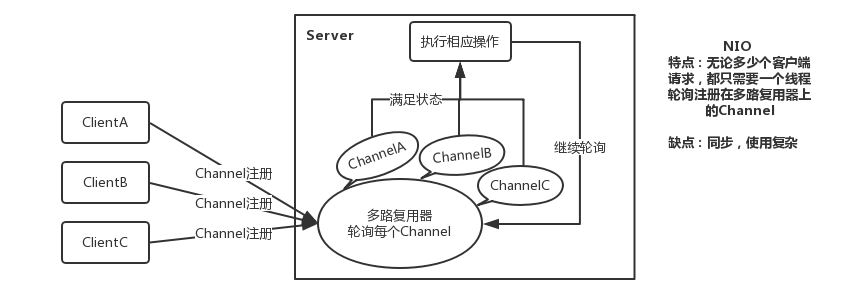 Server
执行相应操作
NIO
特点：无论多少个客户端
请求，都只需要一个线程
轮询注册在多路复用器上
的Channel
缺点：同步，使用复杂
满足状态
ClientA
ChannelA
ChannelB
继续轮询
Channel注册
ClientB
ChannelC
Channel注册
多路复用器
轮询每个Channel
ClientC
Channel注册